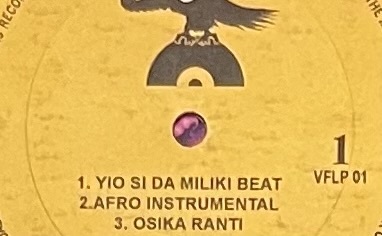 1
VFLP 01
1. YIO SI DA MILIKI BEAT
2.AFRO INSTRUMENTAL
3. OSIKA RANTI